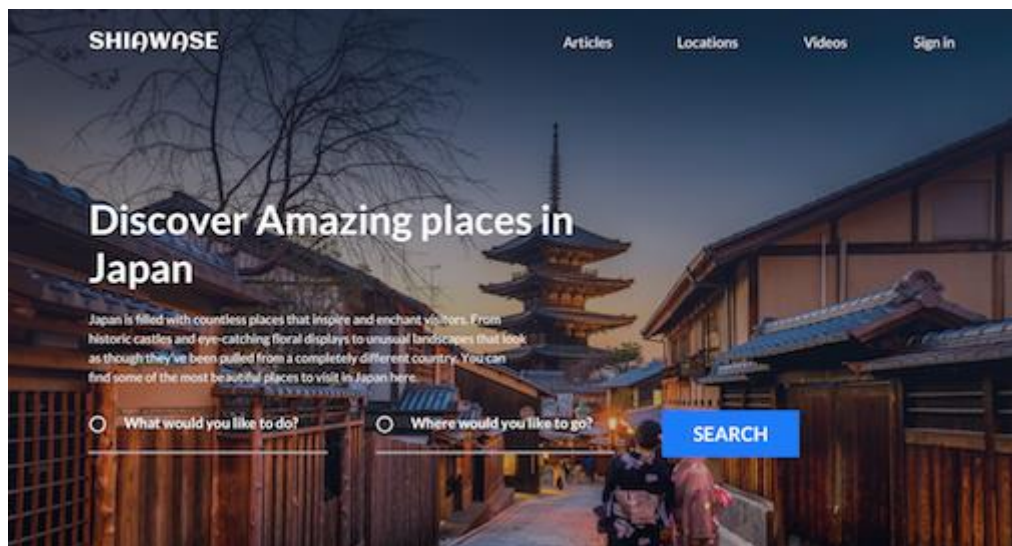 SHIAWASE
Articles
Locations
Videos
Sign in
Discover Amazing places in
Japan
Japan is filled with countless places that inspire and enchant visitors. From
historic castles and eye-catching floral displays to unusual landscapes that look
as though they've been pulled from a completely different country. You can
find some of the most beautiful places to visit in Japan here.
What would you like to do?
Where would you like to go?
SEARCH